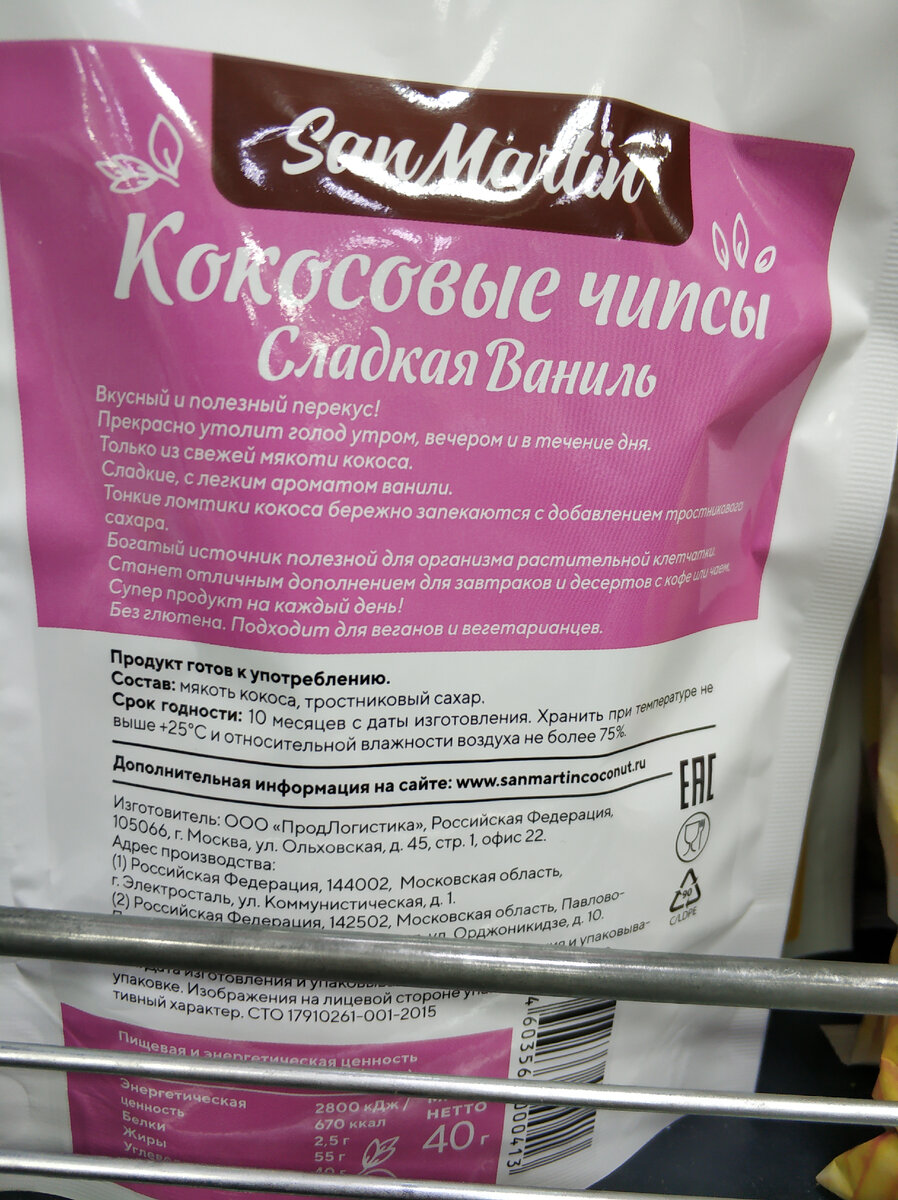 San Martin
Кокосовые чипсы
Сладкая Ваниль
Вкусный и полезный перекус!
Прекрасно утолит голод утром, вечером и в течение дня.
Только из свежей мякоти кокоса.
Сладкие, с легким ароматом ванили.
Тонкие ломтики кокоса бережно запекаются с добавлением тростникового
сахара.
Богатый источник полезной для организма растительной клетчатки.
Станет отличным дополнением для завтраков и десертов с кофе или чаем.
Супер продукт на каждый день!
Без глютена. Подходит для веганов и вегетарианцев.
Продукт готов к употреблению.
Состав: мякоть кокоса, тростниковый сахар.
Срок годности: 10 месяцев с даты изготовления. Хранить при температуре не
выше +25°С и относительной влажности воздуха не более 75%.
Дополнительная информация на сайте: www.sanmartincoconut.ru
EAC
Изготовитель: ООО «ПродЛогистика», Российская Федерация,
105066, г. Москва, ул. Ольховская, д. 45, стр. 1, офис 22.
Адрес производства:
(1) Российская Федерация, 144002, Московская область,
г. Электросталь, ул. Коммунистическая, д. 1.
(2) Российская Федерация, 142502, Московская область, Павлово-
ул. Орджоникидзе, д. 10.
90
C/LDPE
и упаковыва-
Дата изготовления и
упаковке. Изображения на лицевой стороне
тивный характер. СТО 17910261-001-2015
Пищевая и энергетическая ценность
Энергетическая
ценность
2800 кДж /
670 ккал
Белки
2,5 г
Жиры
55 г
НЕТТО
40 г